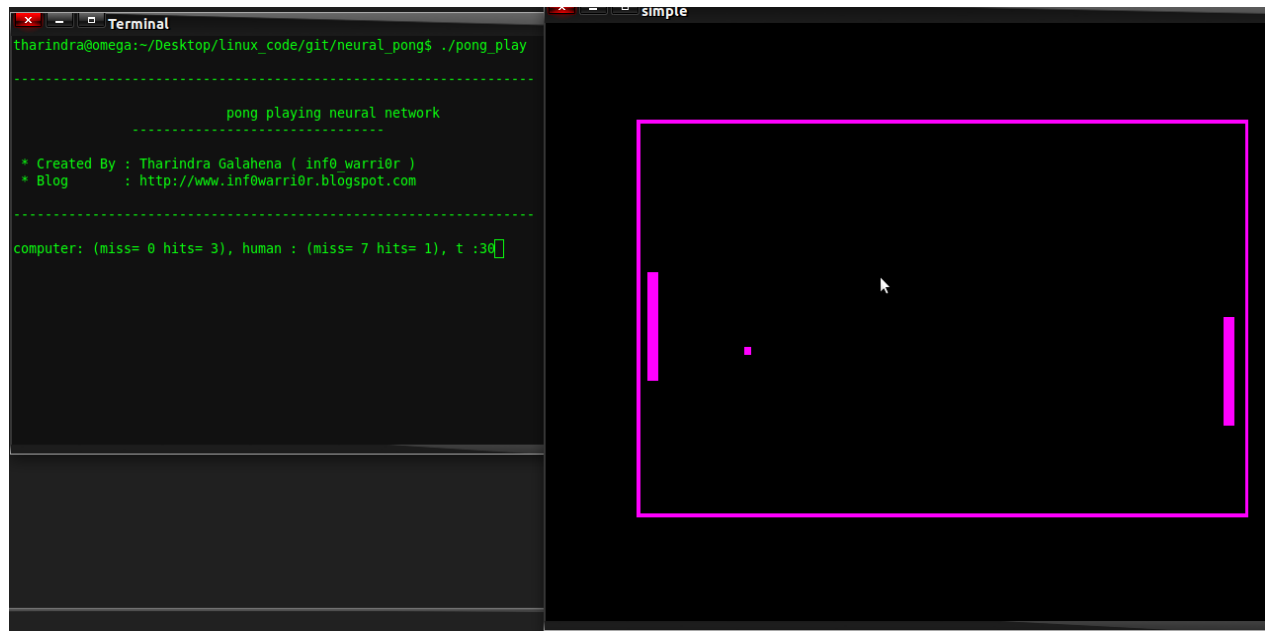 Terminal
tharindra@omega:~/Desktop/linux_code/git/neural_pong$ ./pong_play
------------------------------------------------------------------
pong playing neural network
--------------------------------
* Created By : Tharindra Galahena ( inf0_warri0r )
* Blog       : http://www.inf0warri0r.blogspot.com
------------------------------------------------------------------
computer: (miss= 0 hits= 3), human : (miss= 7 hits= 1), t :30
simple